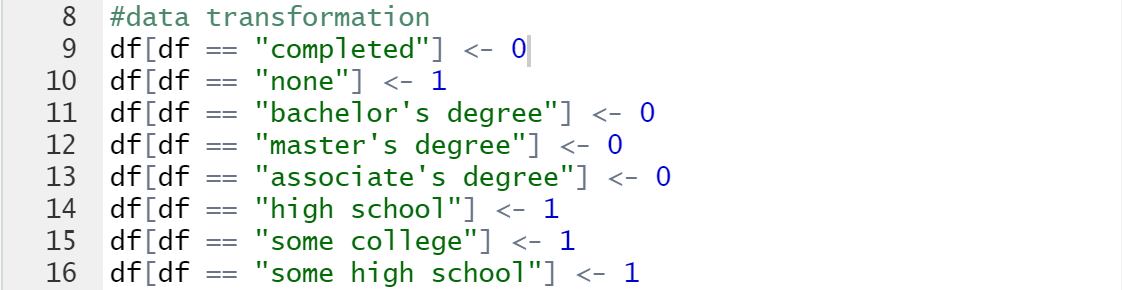 8 #data transformation
9 df[df == "completed"] <- 0
10 df[df == "none"] <- 1
11 df[df == "bachelor's degree"] <- 0
12 df[df == "master's degree"] <- 0
13 df[df == "associate's degree"] <- 0
14 df[df == "high school"] <- 1
15 df[df == "some college"] <- 1
16 df[df == "some high school"] <- 1